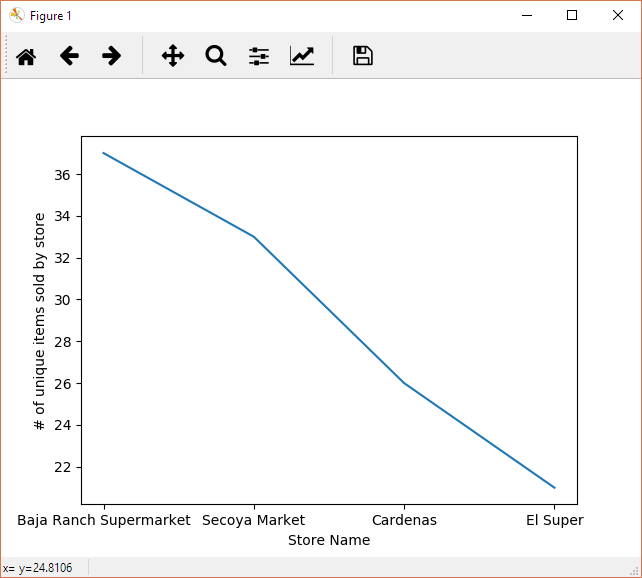 Figure 1
# of unique items sold by store
36
34
32
30
28
26
24
22
Baja Ranch Supermarket Secoya Market Cardenas El Super
Store Name
x= y=24.8106